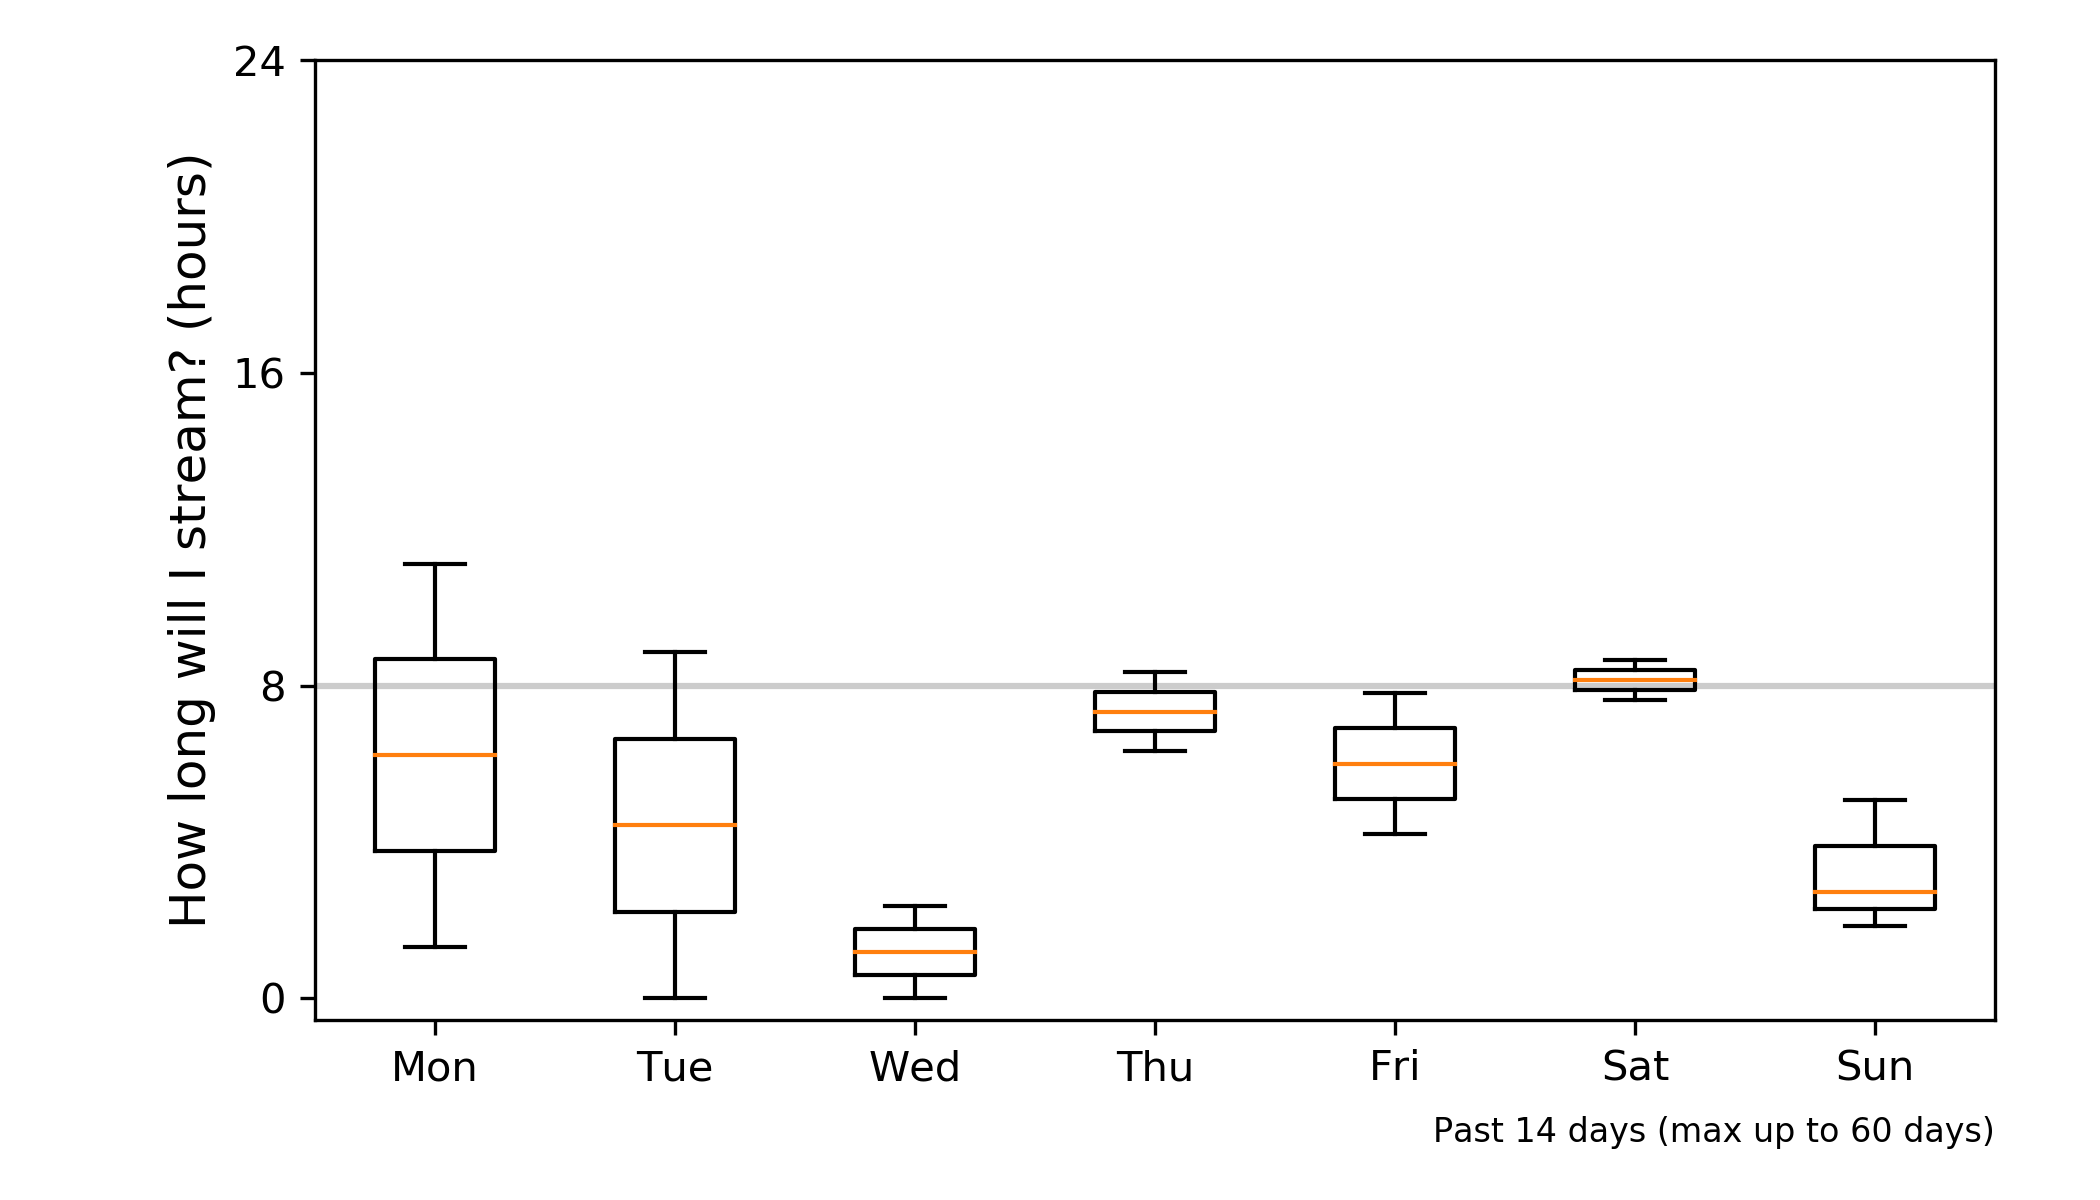 How long will I stream? (hours)
24
16
8
0
Mon Tue Wed Thu Fri Sat Sun
Past 14 days (max up to 60 days)